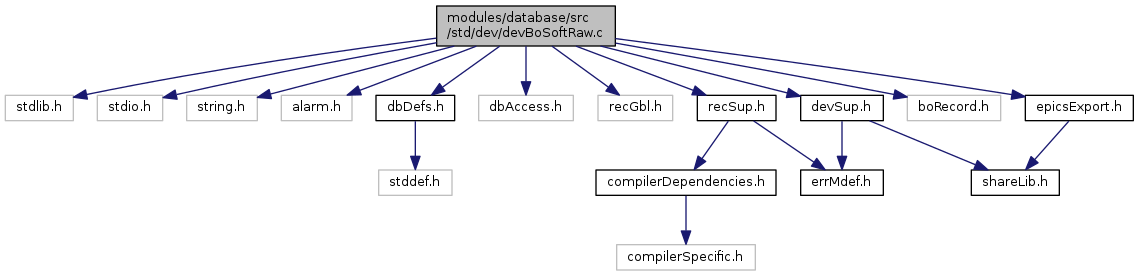 modules/database/src
/std/dev/devBoSoftRaw.c
stdlib.h
stdio.h
string.h
alarm.h
dbDefs.h
dbAccess.h
recGbl.h
recSup.h
devSup.h
boRecord.h
epicsExport.h
stddef.h
compilerDependencies.h
errMdef.h
shareLib.h
compilerSpecific.h